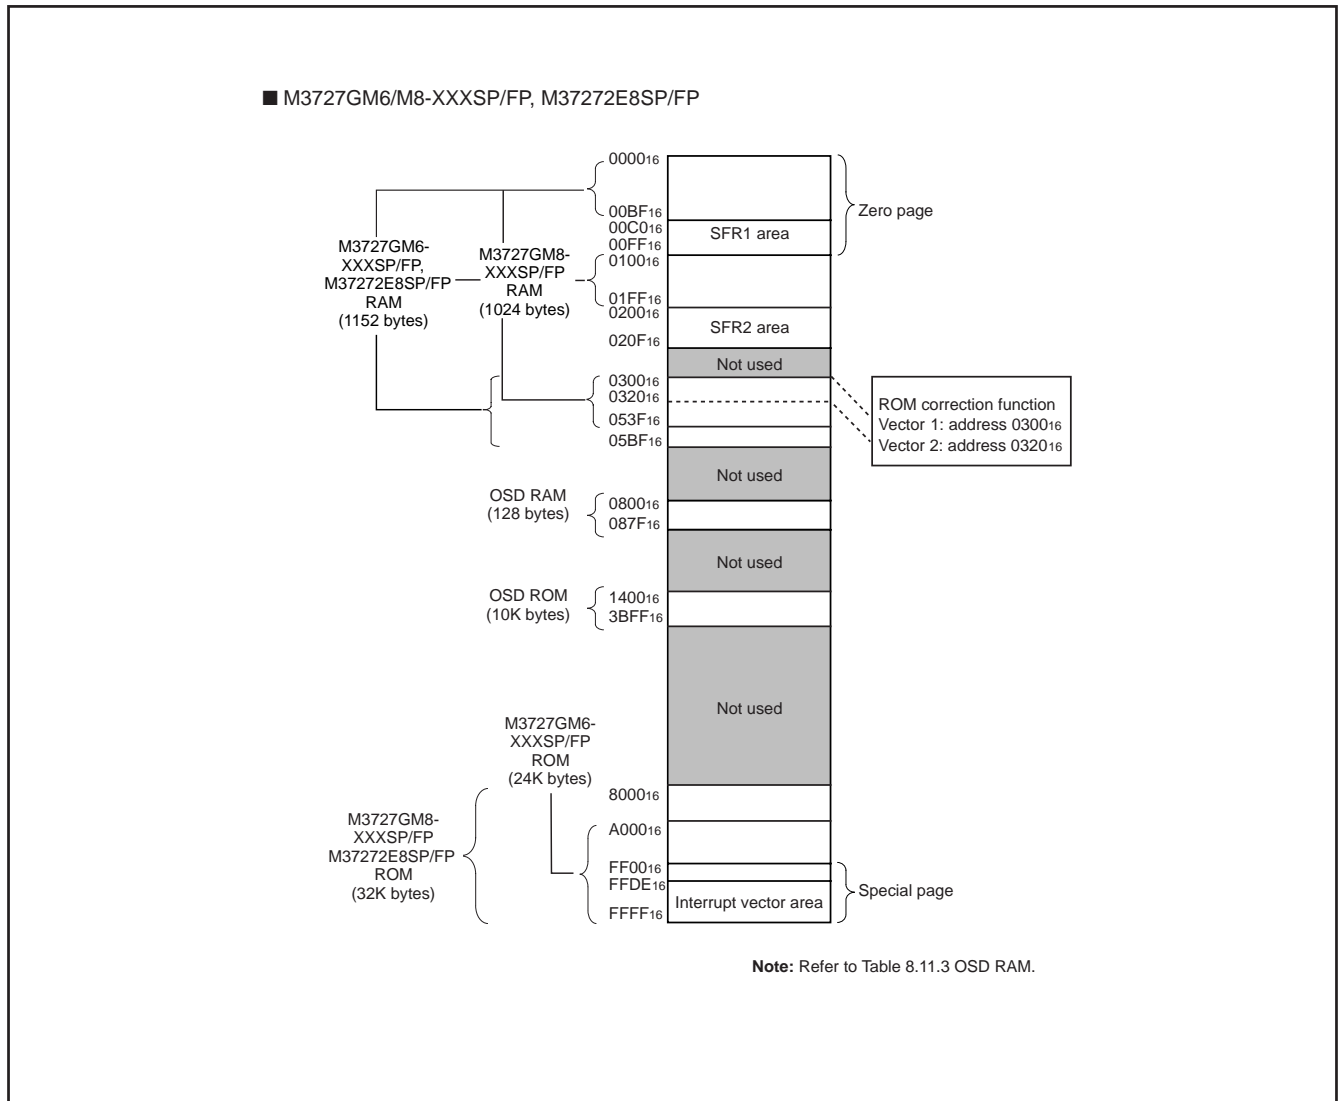 ■ M3727GM6/M8-XXXSP/FP, M37272E8SP/FP
0000₁₆
00BF₁₆
00C0₁₆
00FF₁₆
0100₁₆
01FF₁₆
0200₁₆
020F₁₆
0300₁₆
0320₁₆
053F₁₆
05BF₁₆
0800₁₆
087F₁₆
1400₁₆
3BFF₁₆
8000₁₆
A000₁₆
FF00₁₆
FFDE₁₆
FFFF₁₆
M3727GM6-
XXXSP/FP,
M37272E8SP/FP
RAM
(1152 bytes)
M3727GM8-
XXXSP/FP
RAM
(1024 bytes)
OSD RAM
(128 bytes)
OSD ROM
(10K bytes)
M3727GM6-
XXXSP/FP
ROM
(24K bytes)
M3727GM8-
XXXSP/FP
M37272E8SP/FP
ROM
(32K bytes)
SFR1 area
SFR2 area
Not used
Not used
Not used
Not used
Interrupt vector area
Zero page
ROM correction function
Vector 1: address 0300₁₆
Vector 2: address 0320₁₆
Special page
Note: Refer to Table 8.11.3 OSD RAM.